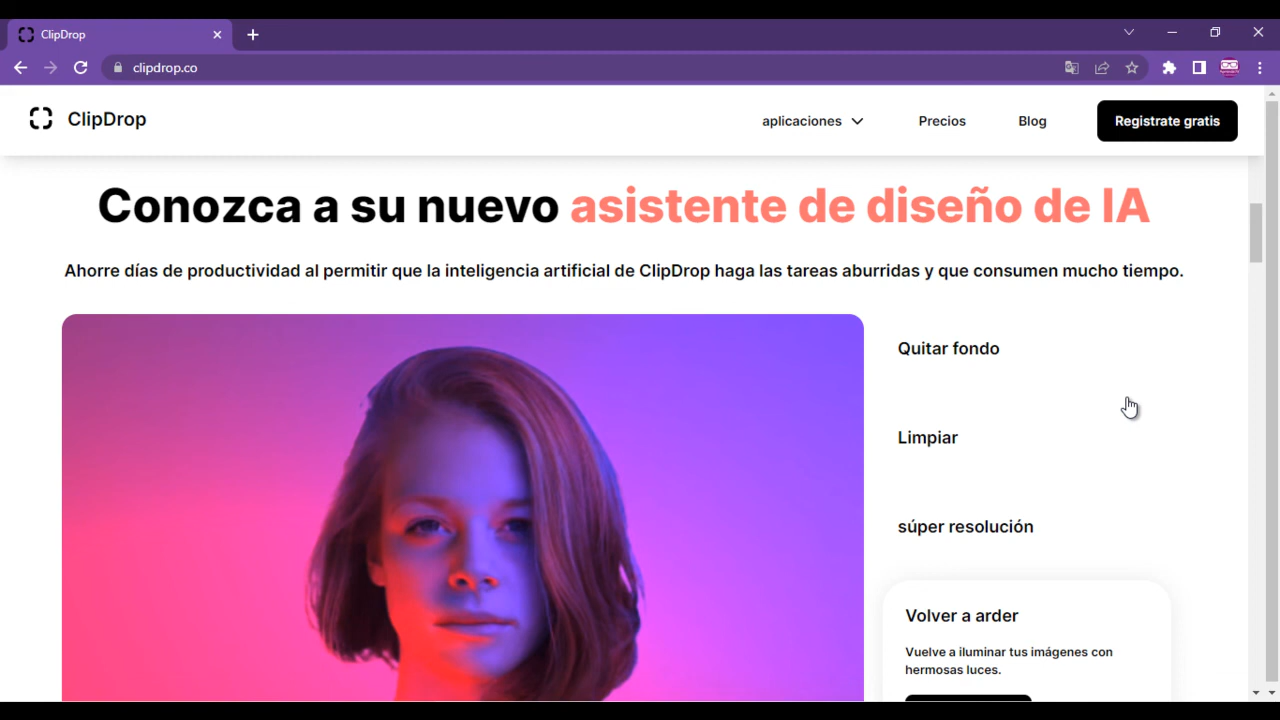 ClipDrop
clipdrop.co
ClipDrop
aplicaciones
Precios
Blog
Registrate gratis
Conozca a su nuevo asistente de diseño de IA
Ahorre días de productividad al permitir que la inteligencia artificial de ClipDrop haga las tareas aburridas y que consumen mucho tiempo.
Quitar fondo
Limpiar
súper resolución
Volver a arder
Vuelve a iluminar tus imágenes con
hermosas luces.